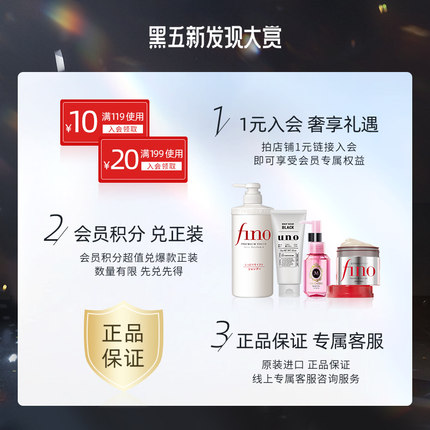 黑五新发现大赏
¥10 满119使用
入会领取
¥20 满199使用
入会领取
1
1元入会 奢享礼遇
拍店铺1元链接入会
即可享受会员专属权益
2
会员积分 兑正装
会员积分超值兑爆款正装
数量有限 先兑先得
fino
BLACK
uno
M
fino
正品
保证
3
正品保证 专属客服
原装进口 正品保证
线上专属客服咨询服务